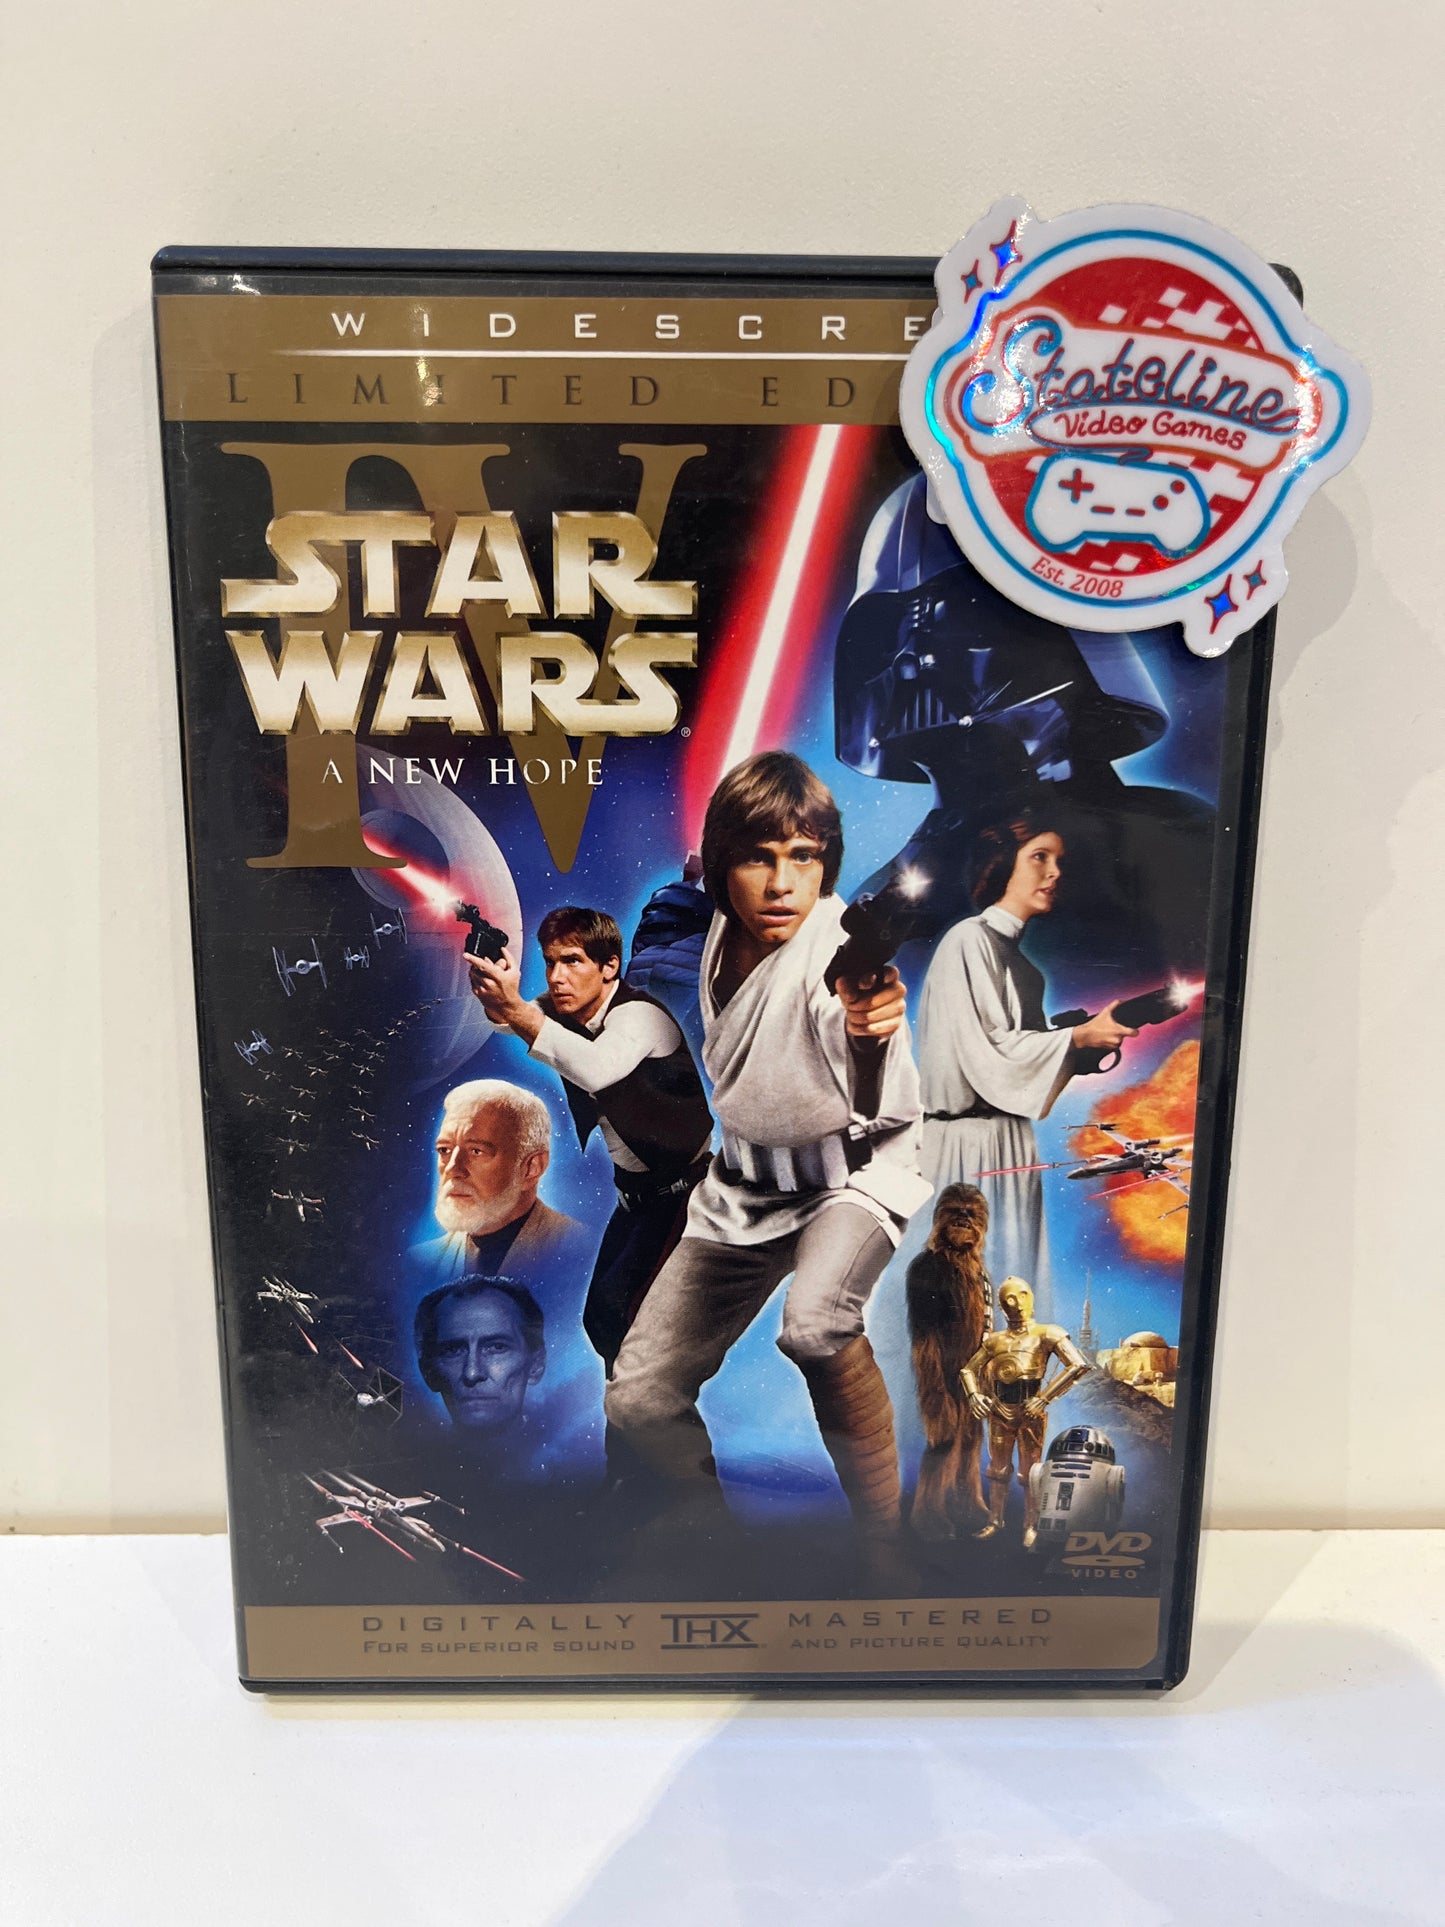 WIDESCRE
LIMITED ED
IV
STAR
WARS®
A NEW HOPE
Stateline
Video Games
Est. 2008
DVD
VIDEO
DIGITALLY THX MASTERED
FOR SUPERIOR SOUND AND PICTURE QUALITY